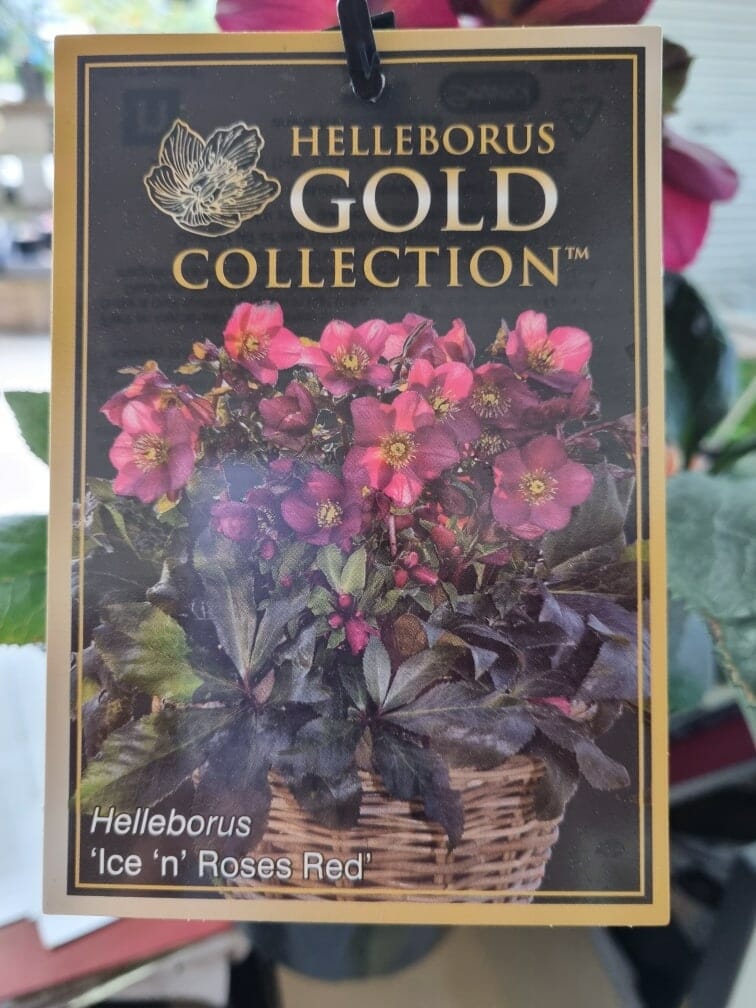 HELLEBORUS
GOLD
COLLECTION™
Helleborus
'Ice 'n' Roses Red'